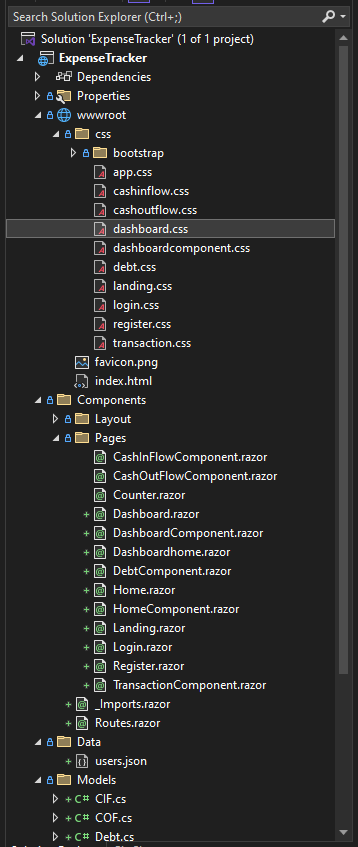 Search Solution Explorer (Ctrl+;)
Solution 'ExpenseTracker' (1 of 1 project)
ExpenseTracker
Dependencies
Properties
wwwroot
css
bootstrap
app.css
cashinflow.css
cashoutflow.css
dashboard.css
dashboardcomponent.css
debt.css
landing.css
login.css
register.css
transaction.css
favicon.png
index.html
Components
Layout
Pages
CashInFlowComponent.razor
CashOutFlowComponent.razor
Counter.razor
+ Dashboard.razor
+ DashboardComponent.razor
+ Dashboardhome.razor
+ DebtComponent.razor
+ Home.razor
+ HomeComponent.razor
+ Landing.razor
+ Login.razor
+ Register.razor
+ TransactionComponent.razor
+ _Imports.razor
+ Routes.razor
Data
+ users.json
Models
+ C# CIF.cs
+ C# COF.cs
+ C# Debt.cs